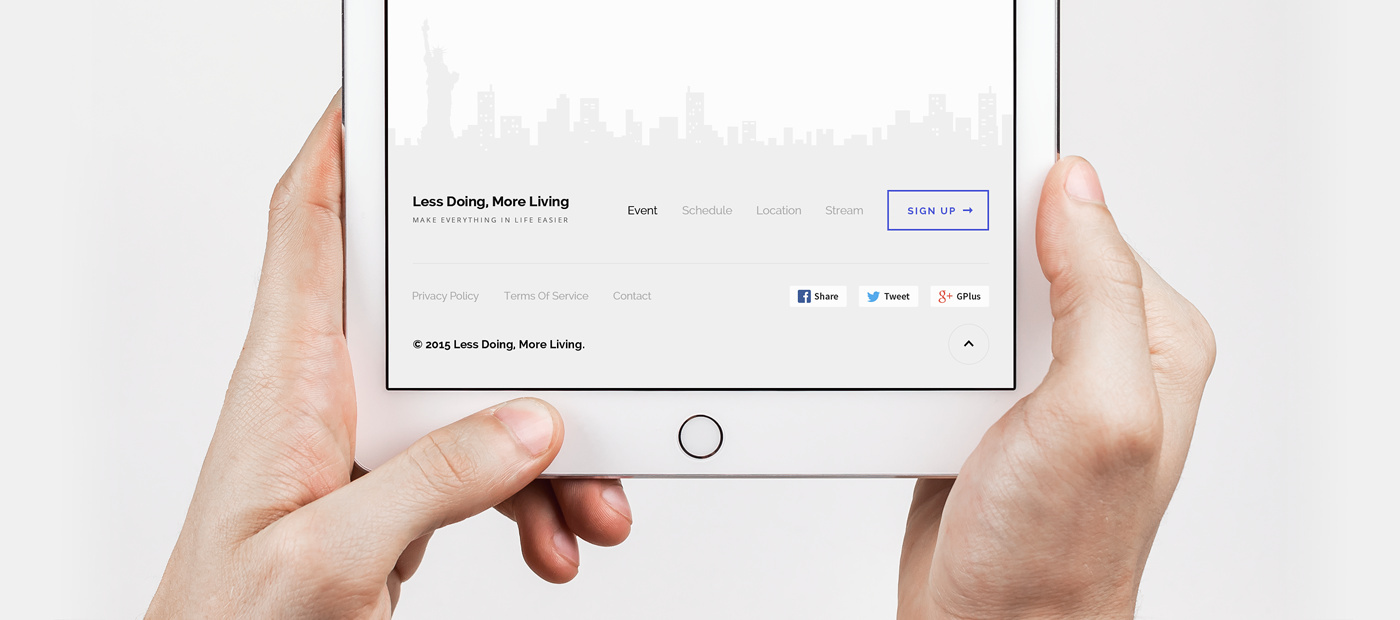 Less Doing, More Living
MAKE EVERYTHING IN LIFE EASIER
Event Schedule Location Stream SIGN UP →
Privacy Policy Terms Of Service Contact
Share Tweet g+ GPlus
© 2015 Less Doing, More Living.